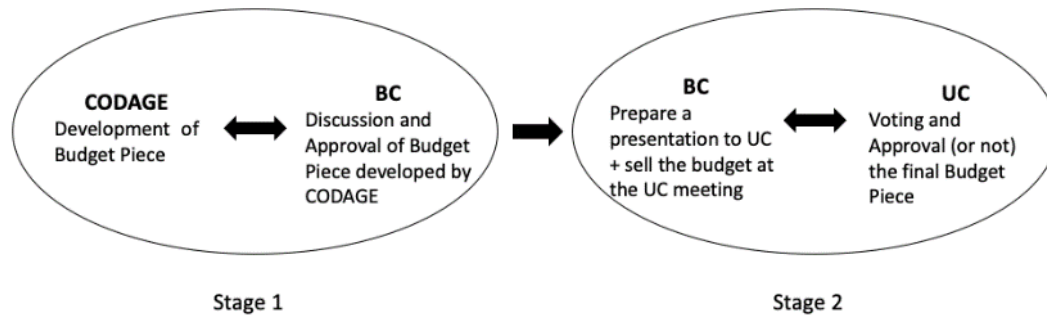 CODAGE
Development of
Budget Piece
BC
Discussion and
Approval of Budget
Piece developed by
CODAGE
BC
Prepare a
presentation to UC
+ sell the budget at
the UC meeting
UC
Voting and
Approval (or not)
the final Budget
Piece
Stage 1
Stage 2